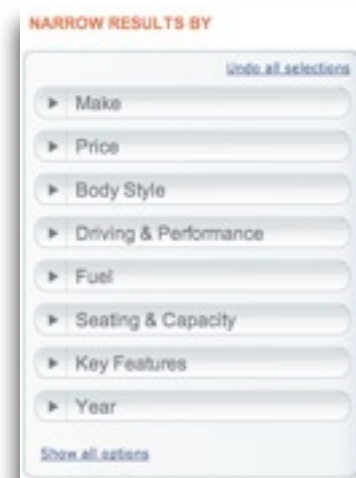 NARROW RESULTS BY
Undo all selections
Make
Price
Body Style
Driving & Performance
Fuel
Seating & Capacity
Key Features
Year
Show all options